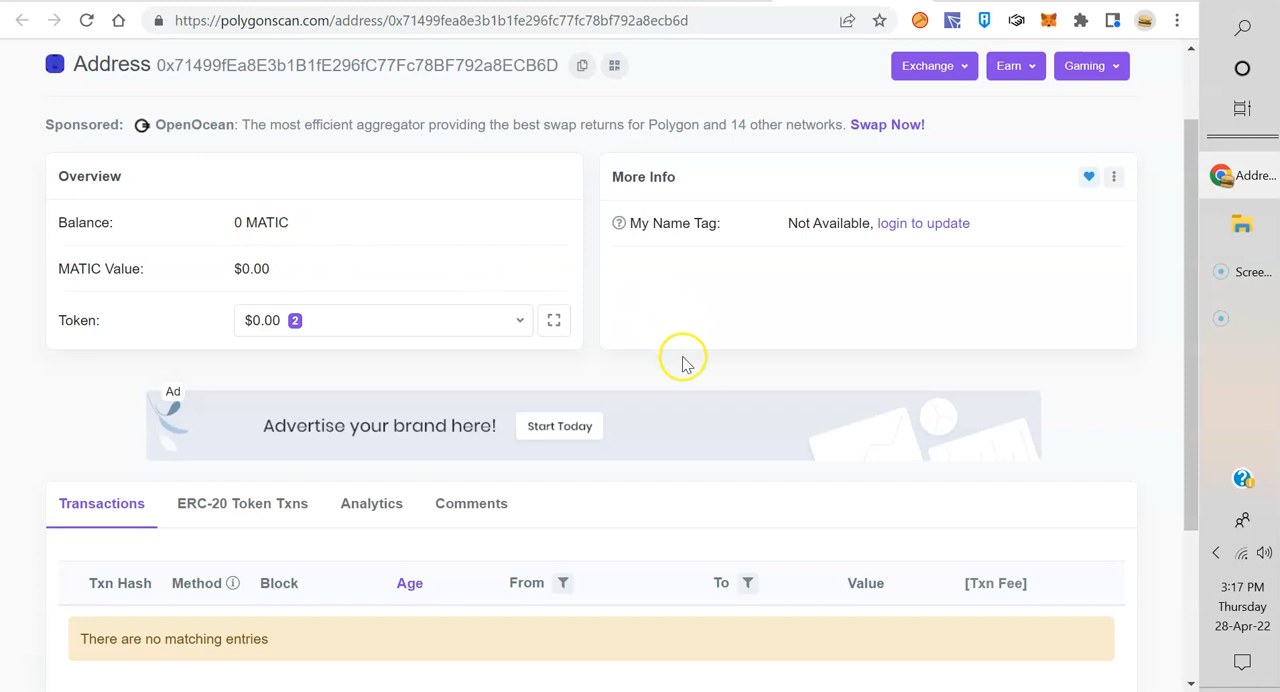 https://polygonscan.com/address/0x71499fea8e3b1b1fe296fc77fc78bf792a8ecb6d
Address 0x71499fEa8E3b1B1fE296fC77Fc78BF792a8ECB6D
Exchange
Earn
Gaming
Sponsored: OpenOcean: The most efficient aggregator providing the best swap returns for Polygon and 14 other networks. Swap Now!
Overview
Balance: 0 MATIC
MATIC Value: $0.00
Token: $0.00 2
More Info
My Name Tag: Not Available, login to update
Ad
Advertise your brand here! Start Today
Transactions ERC-20 Token Txns Analytics Comments
Txn Hash Method Block Age From To Value [Txn Fee]
There are no matching entries
Addre...
Scree...
3:17 PM
Thursday
28-Apr-22